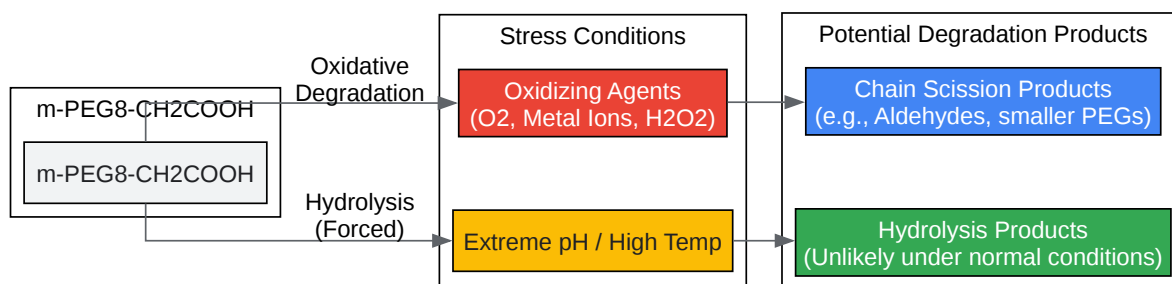 m-PEG8-CH2COOH
m-PEG8-CH2COOH
Oxidative
Degradation
Hydrolysis
(Forced)
Stress Conditions
Oxidizing Agents
(O2, Metal Ions, H2O2)
Extreme pH / High Temp
Potential Degradation Products
Chain Scission Products
(e.g., Aldehydes, smaller PEGs)
Hydrolysis Products
(Unlikely under normal conditions)